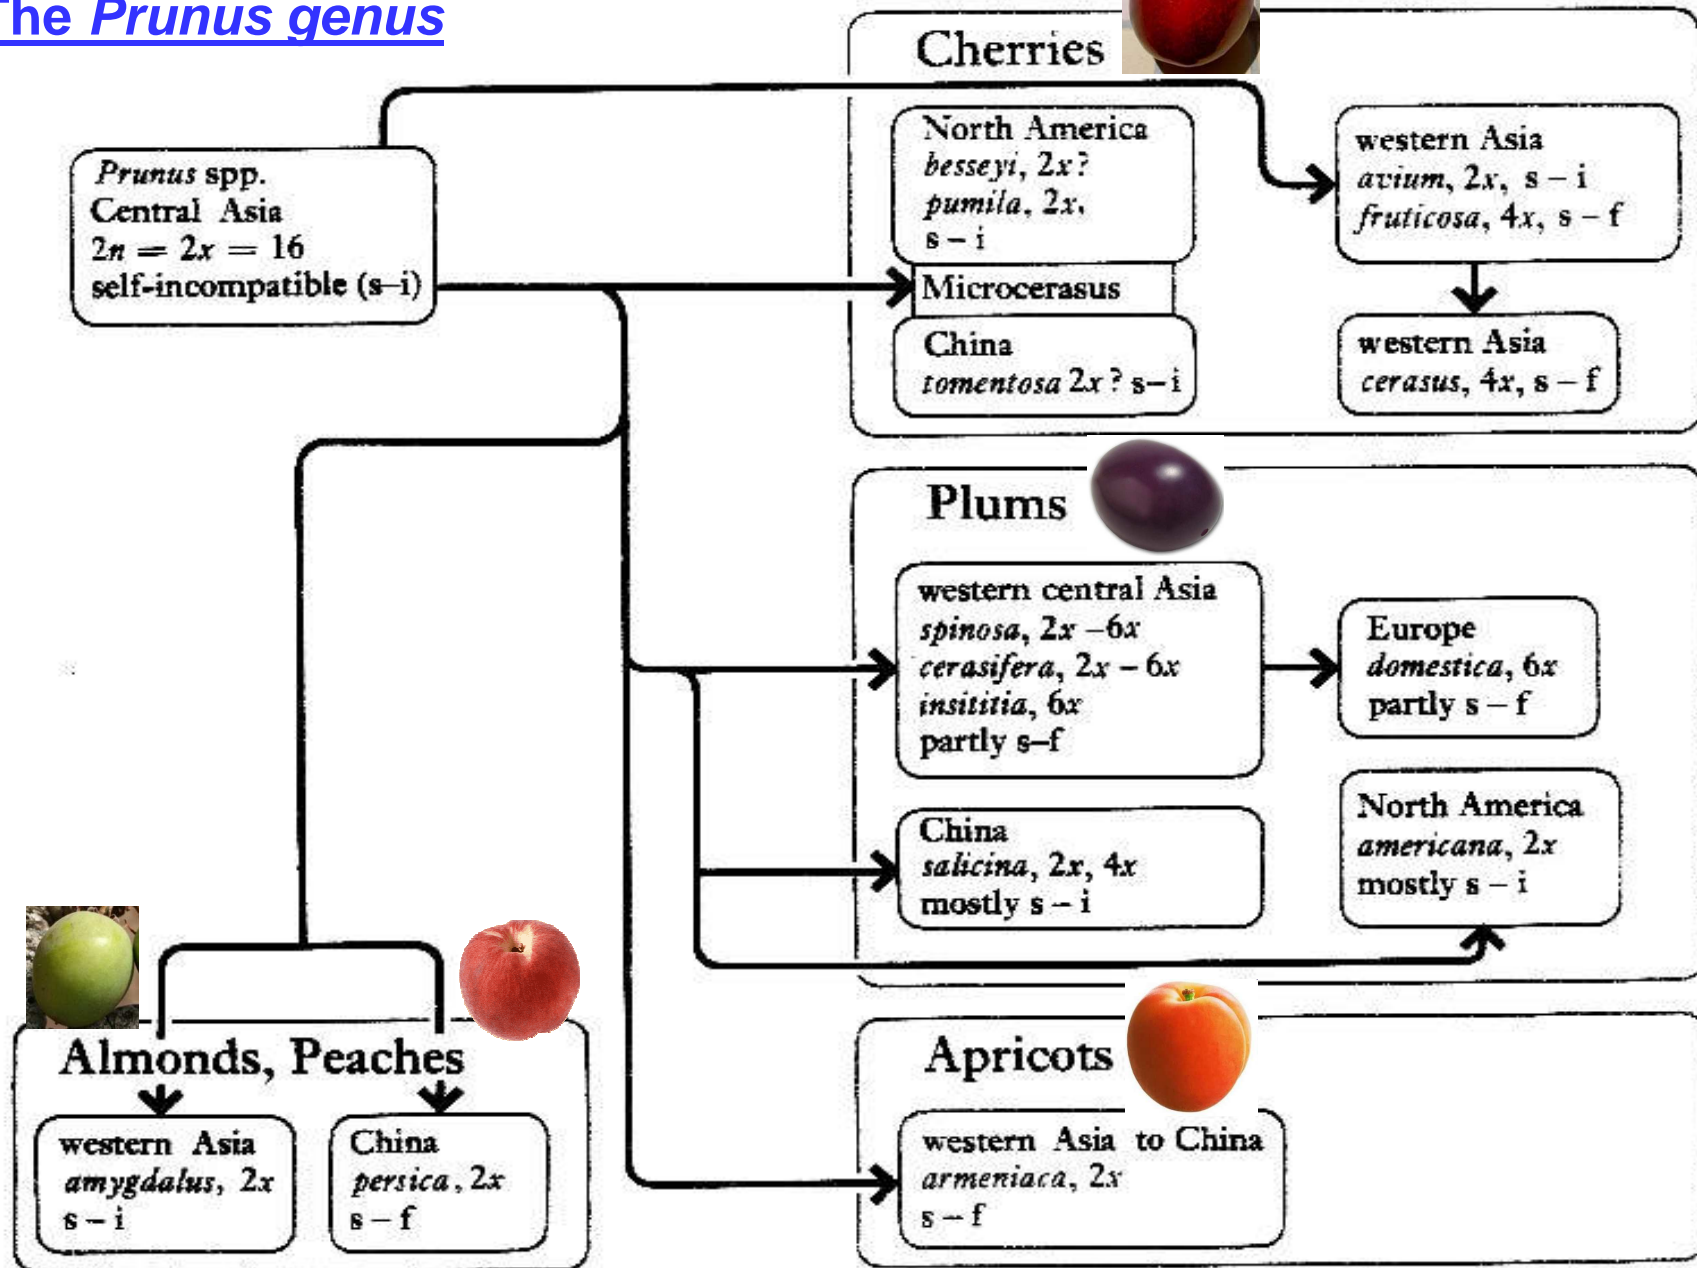 The Prunus genus
Prunus spp.
Central Asia
2n = 2x = 16
self-incompatible (s–i)
Cherries
North America
besseyi, 2x?
pumila, 2x,
s – i
Microcerasus
China
tomentosa 2x? s–i
western Asia
avium, 2x, s – i
fruticosa, 4x, s – f
western Asia
cerasus, 4x, s – f
Plums
western central Asia
spinosa, 2x –6x
cerasifera, 2x – 6x
insititia, 6x
partly s–f
Europe
domestica, 6x
partly s – f
China
salicina, 2x, 4x
mostly s – i
North America
americana, 2x
mostly s – i
Almonds, Peaches
western Asia
amygdalus, 2x
s – i
China
persica, 2x
s – f
Apricots
western Asia to China
armeniaca, 2x
s – f